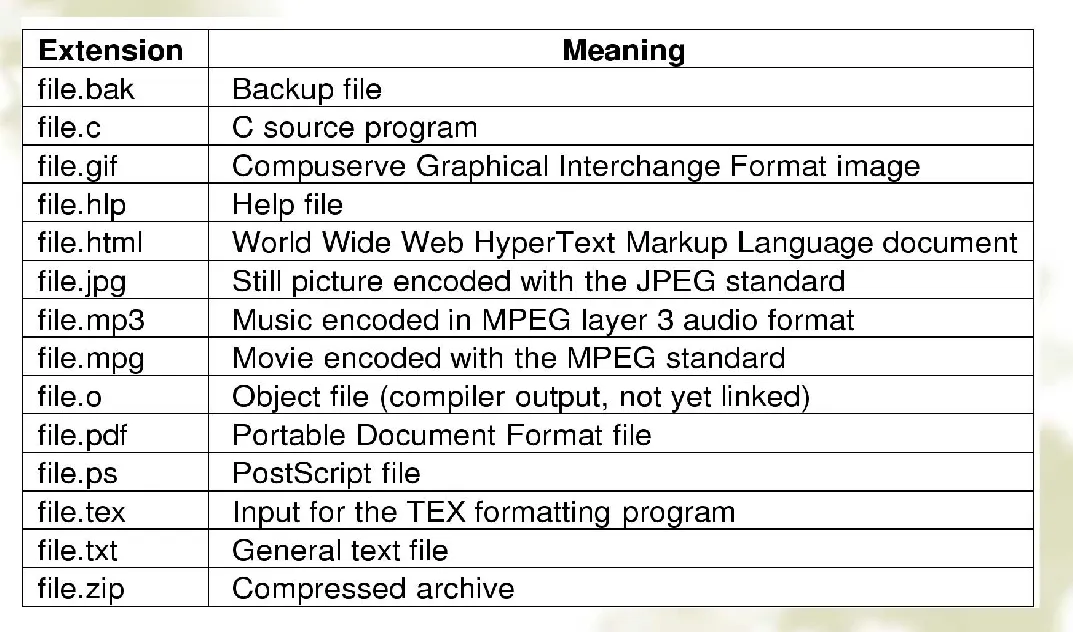 Extension Meaning
file.bak Backup file
file.c C source program
file.gif Compuserve Graphical Interchange Format image
file.hlp Help file
file.html World Wide Web HyperText Markup Language document
file.jpg Still picture encoded with the JPEG standard
file.mp3 Music encoded in MPEG layer 3 audio format
file.mpg Movie encoded with the MPEG standard
file.o Object file (compiler output, not yet linked)
file.pdf Portable Document Format file
file.ps PostScript file
file.tex Input for the TEX formatting program
file.txt General text file
file.zip Compressed archive